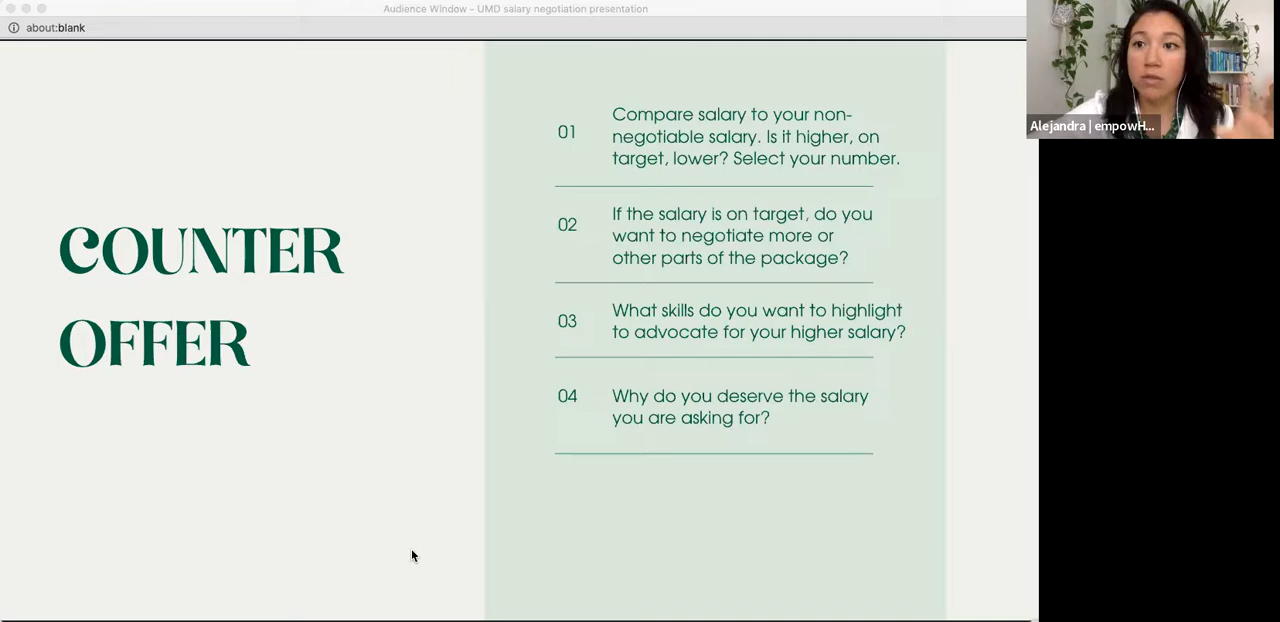 Audience Window – UMD salary negotiation presentation
about:blank
Alejandra | empowH...
COUNTER
OFFER
01
Compare salary to your non-
negotiable salary. Is it higher, on
target, lower? Select your number.
02
If the salary is on target, do you
want to negotiate more or
other parts of the package?
03
What skills do you want to highlight
to advocate for your higher salary?
04
Why do you deserve the salary
you are asking for?